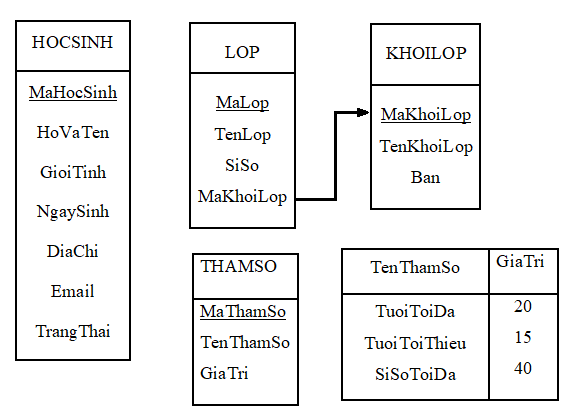 HOCSINH
MaHocSinh
HoVaTen
GioiTinh
NgaySinh
DiaChi
Email
TrangThai
LOP
MaLop
TenLop
SiSo
MaKhoiLop
KHOILOP
MaKhoiLop
TenKhoiLop
Ban
THAMSO
MaThamSo
TenThamSo
GiaTri
TenThamSo GiaTri
TuoiToiDa 20
TuoiToiThieu 15
SiSoToiDa 40